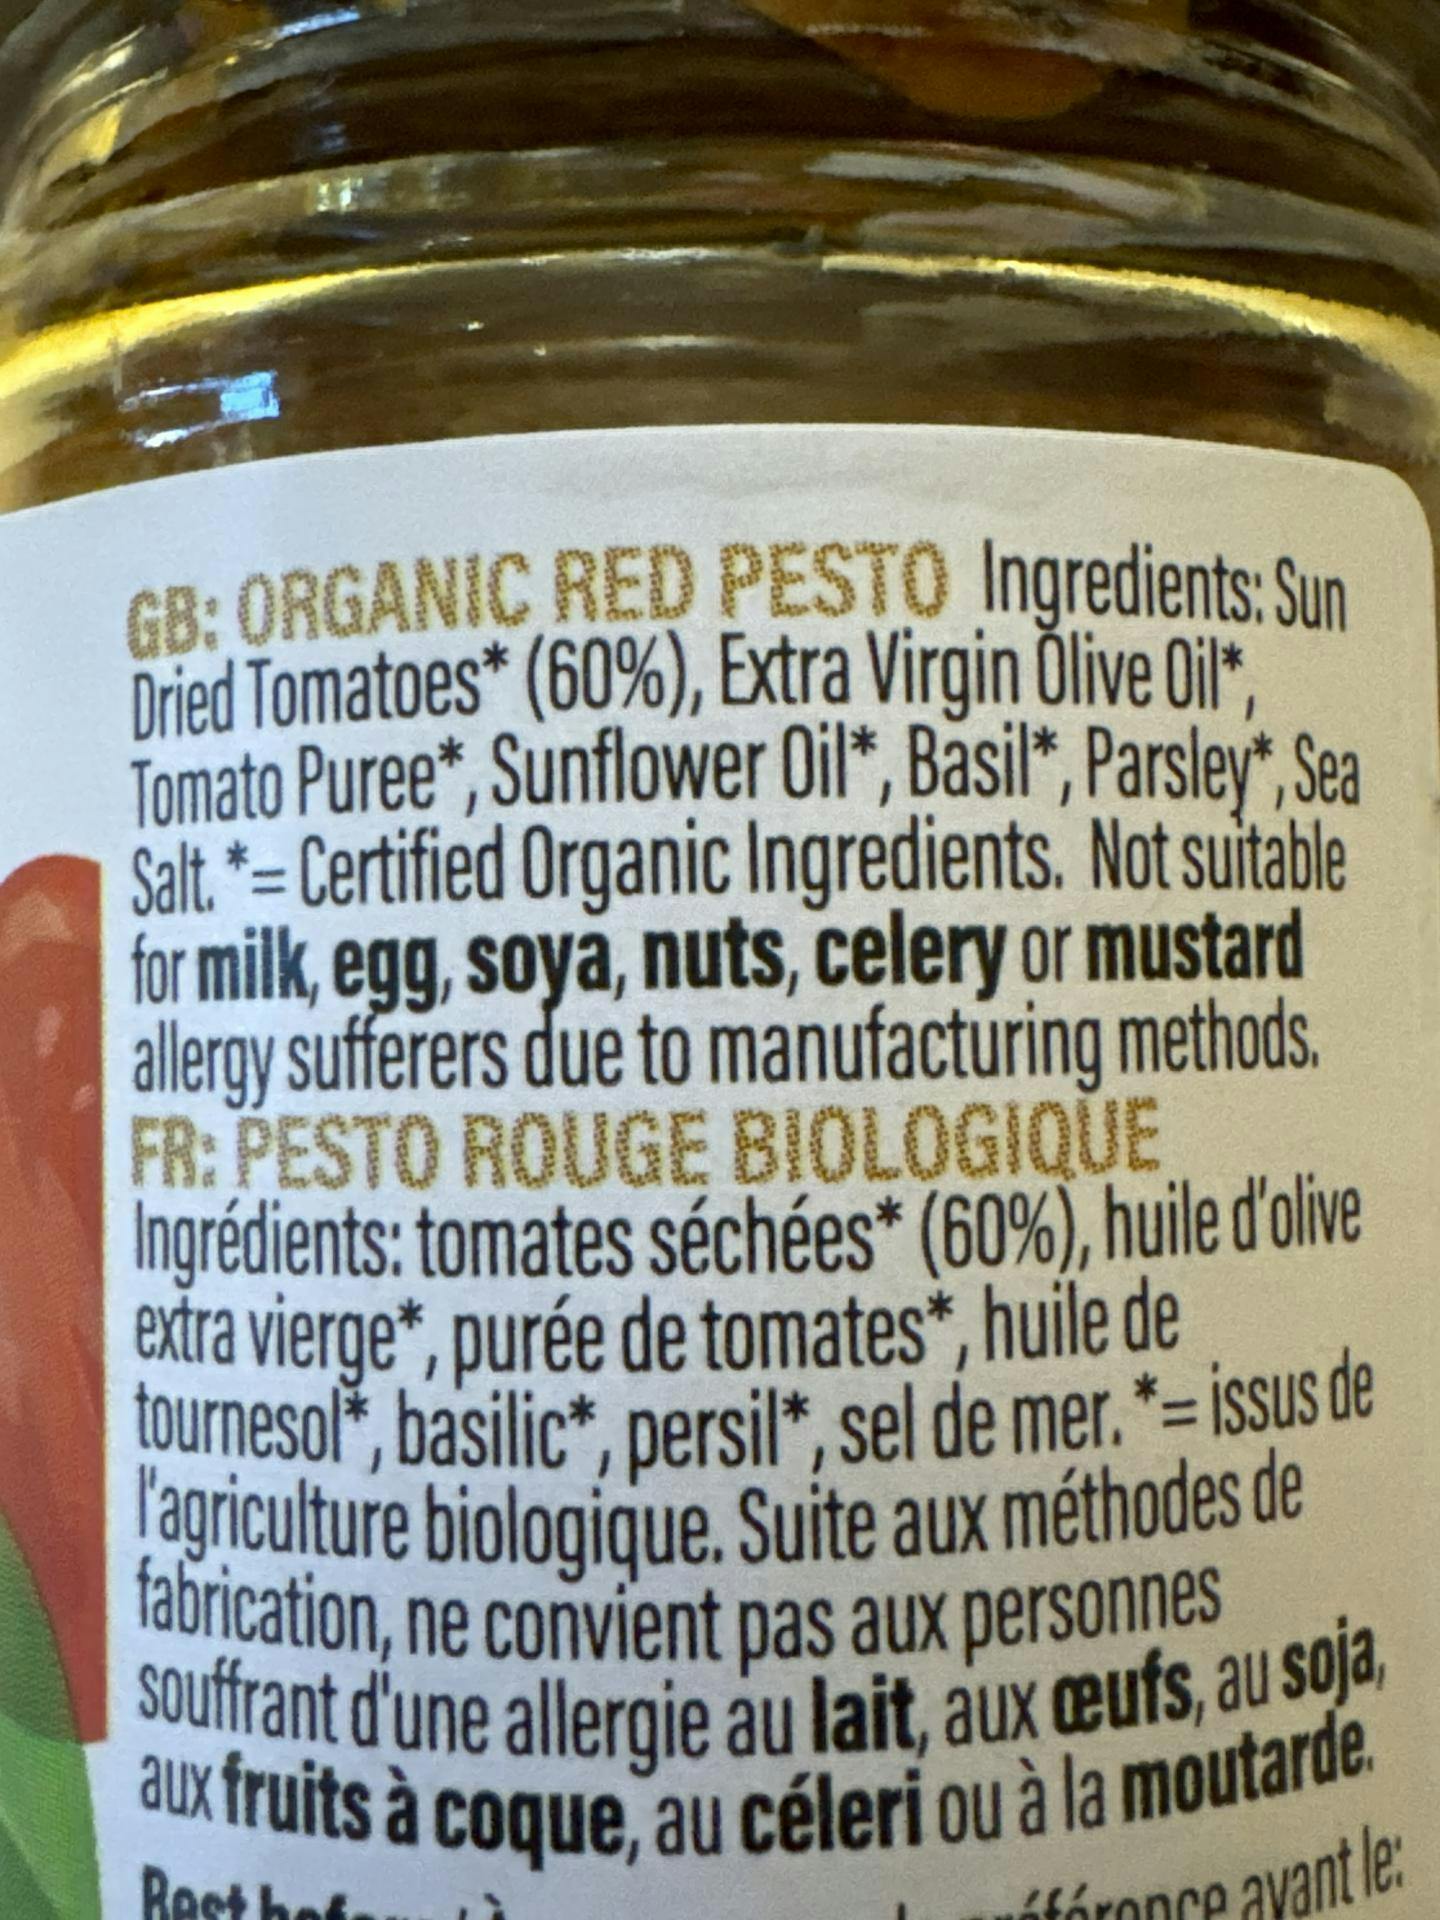 GB: ORGANIC RED PESTO Ingredients: Sun
Dried Tomatoes* (60%), Extra Virgin Olive Oil*,
Tomato Puree*, Sunflower Oil*, Basil*, Parsley*, Sea
Salt. *= Certified Organic Ingredients. Not suitable
for milk, egg, soya, nuts, celery or mustard
allergy sufferers due to manufacturing methods.
FR: PESTO ROUGE BIOLOGIQUE
Ingrédients: tomates séchées* (60%), huile d'olive
extra vierge*, purée de tomates*, huile de
tournesol*, basilic*, persil*, sel de mer. *= issus de
l'agriculture biologique. Suite aux méthodes de
fabrication, ne convient pas aux personnes
souffrant d'une allergie au lait, aux œufs, au soja,
aux fruits à coque, au céleri ou à la moutarde.
Best avant le: